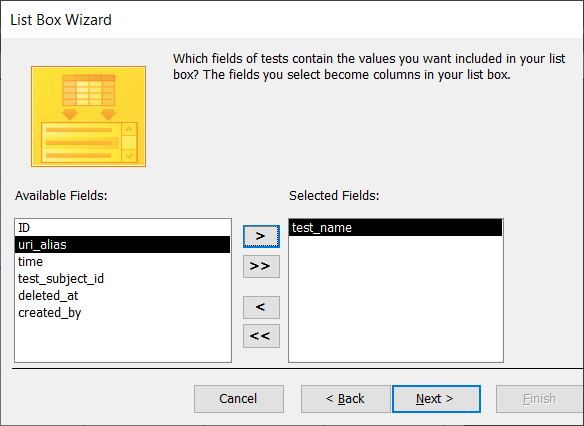 List Box Wizard
Which fields of tests contain the values you want included in your list
box? The fields you select become columns in your list box.
Available Fields:
ID
uri_alias
time
test_subject_id
deleted_at
created_by
>
>>
<
<<
Selected Fields:
test_name
Cancel
< Back
Next >
Finish